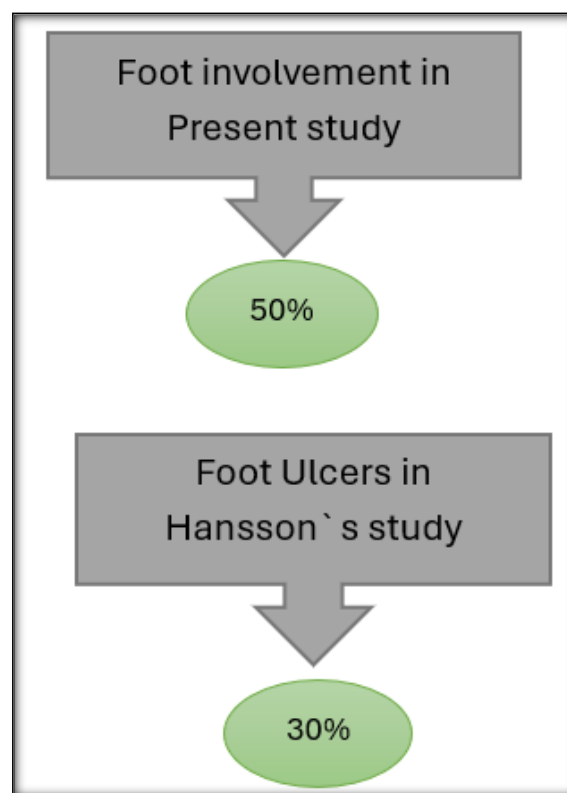 Foot involvement in
Present study
50%
Foot Ulcers in
Hansson` s study
30%